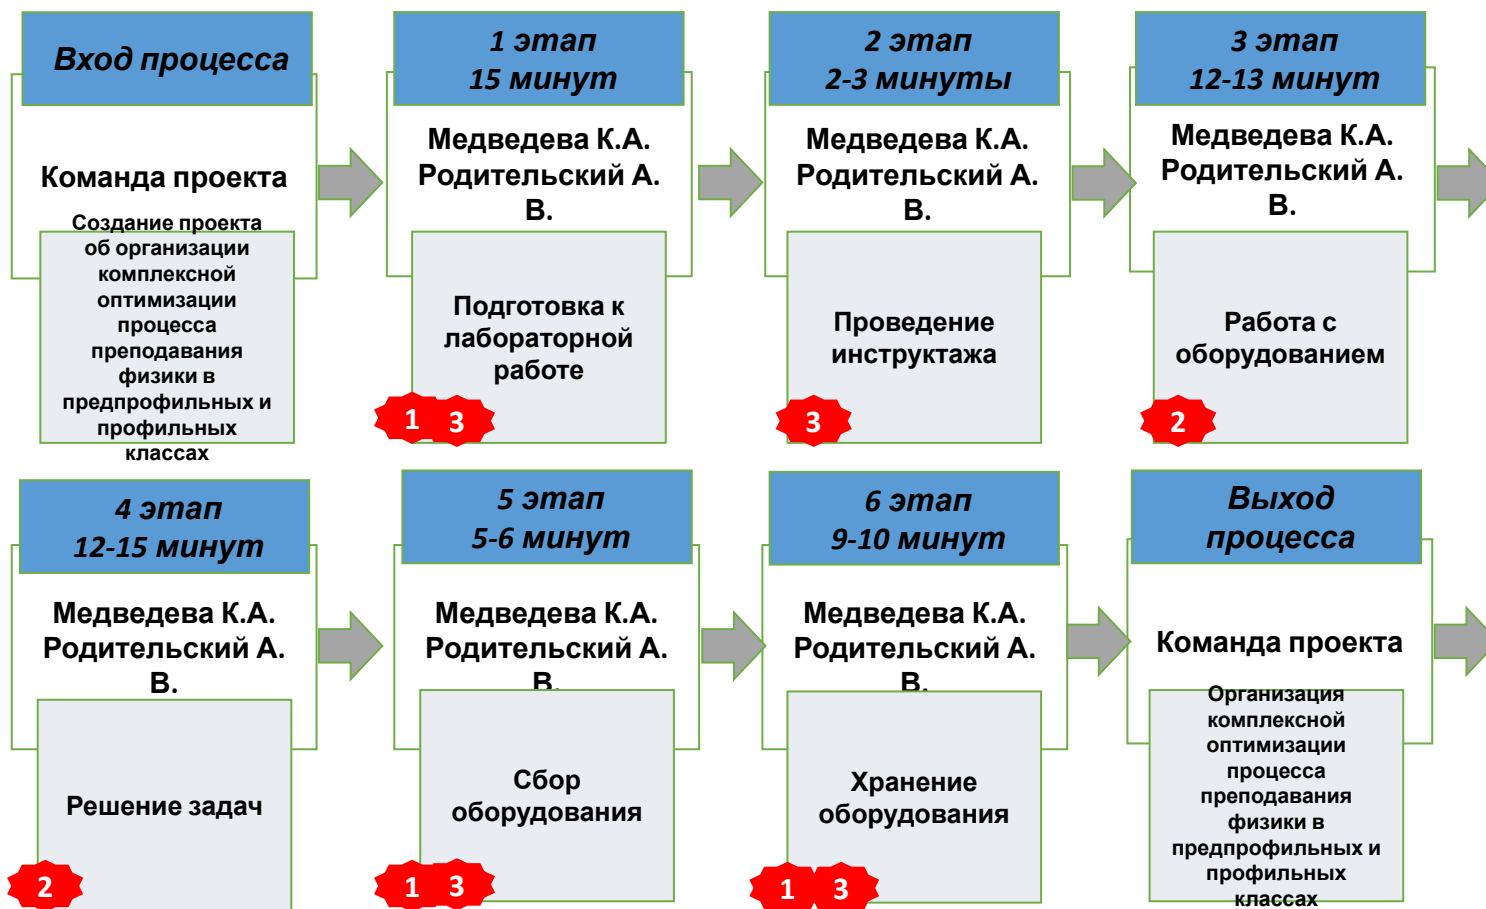 Вход процесса
Команда проекта
Создание проекта
об организации
комплексной
оптимизации
процесса
преподавания
физики в
предпрофильных и
профильных
классах
1 этап
15 минут
Медведева К.А.
Родительский А.
В.
Подготовка к
лабораторной
работе
1
3
2 этап
2-3 минуты
Медведева К.А.
Родительский А.
В.
Проведение
инструктажа
3
3 этап
12-13 минут
Медведева К.А.
Родительский А.
В.
Работа с
оборудованием
2
4 этап
12-15 минут
Медведева К.А.
Родительский А.
В.
Решение задач
2
5 этап
5-6 минут
Медведева К.А.
Родительский А.
В.
Сбор
оборудования
1
3
6 этап
9-10 минут
Медведева К.А.
Родительский А.
В.
Хранение
оборудования
1
3
Выход
процесса
Команда проекта
Организация
комплексной
оптимизации
процесса
преподавания
физики в
предпрофильных и
профильных
классах